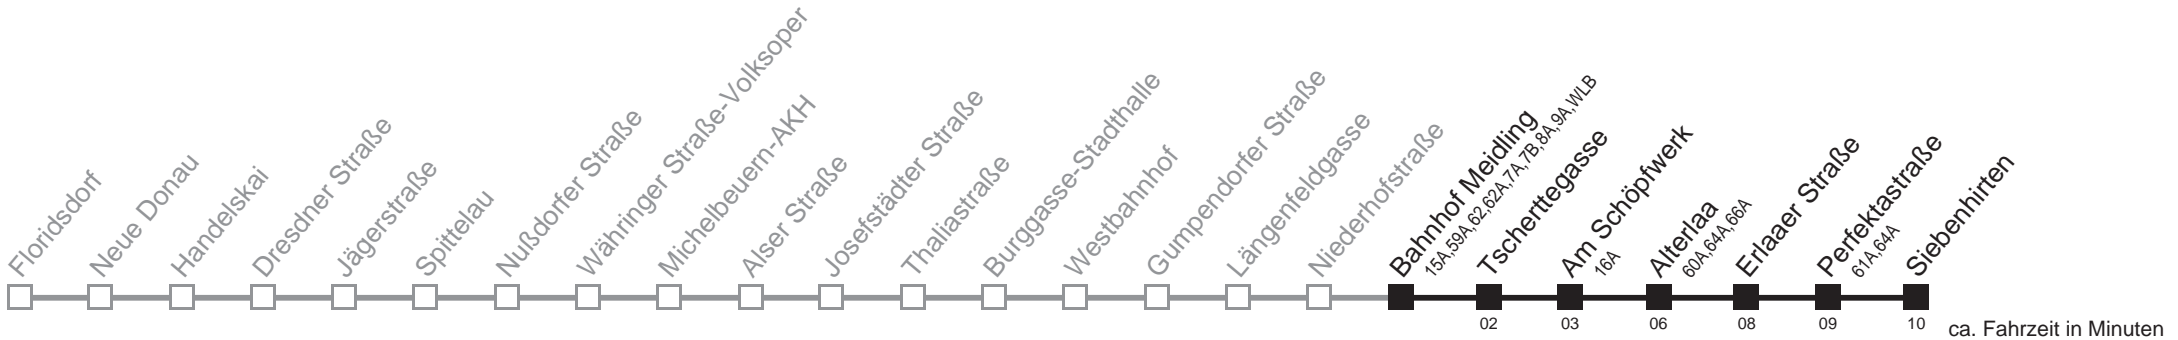 Floridsdorf
Neue Donau
Handelskai
Dresdner Straße
Jägerstraße
Spittelau
Nußdorfer Straße
Währinger Straße-Volksoper
Michelbeuern-AKH
Alser Straße
Josefstädter Straße
Thaliastraße
Burggasse-Stadthalle
Westbahnhof
Gumpendorfer Straße
Längenfeldgasse
Niederhofstraße
Bahnhof Meidling
15A,59A,62,62A,7A,7B,8A,9A,WLB
Tscherttegasse
Am Schöpfwerk
16A
Alterlaa
60A,64A,66A
Erlaaer Straße
Perfektastraße
61A,64A
Siebenhirten
02 03 06 08 09 10 ca. Fahrzeit in Minuten